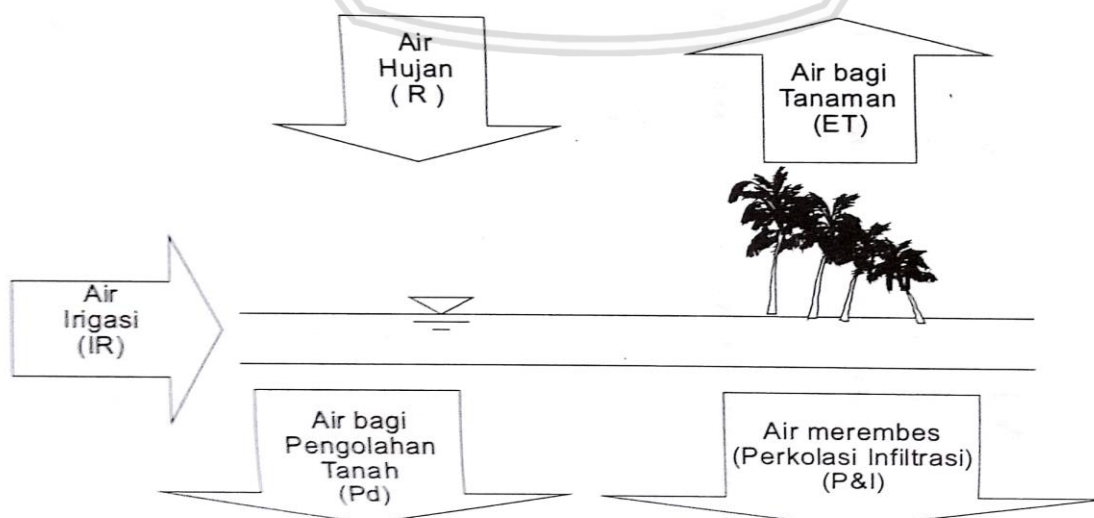 Air
Hujan
( R )
Air bagi
Tanaman
(ET)
Air
Irigasi
(IR)
Air bagi
Pengolahan
Tanah
(Pd)
Air merembes
(Perkolasi Infiltrasi)
(P&I)